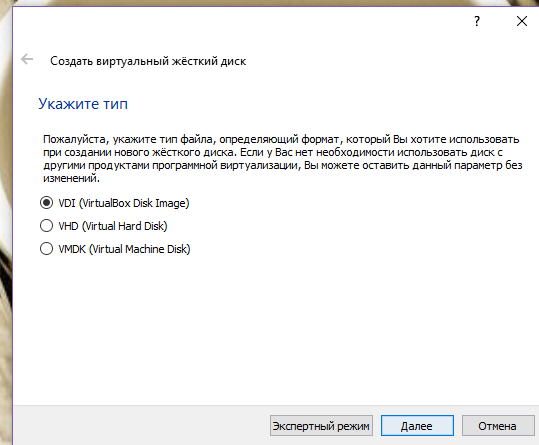 ?
Создать виртуальный жёсткий диск
Укажите тип
Пожалуйста, укажите тип файла, определяющий формат, который Вы хотите использовать
при создании нового жёсткого диска. Если у Вас нет необходимости использовать диск с
другими продуктами программной виртуализации, Вы можете оставить данный параметр без
изменений.
VDI (VirtualBox Disk Image)
VHD (Virtual Hard Disk)
VMDK (Virtual Machine Disk)
Экспертный режим Далее Отмена